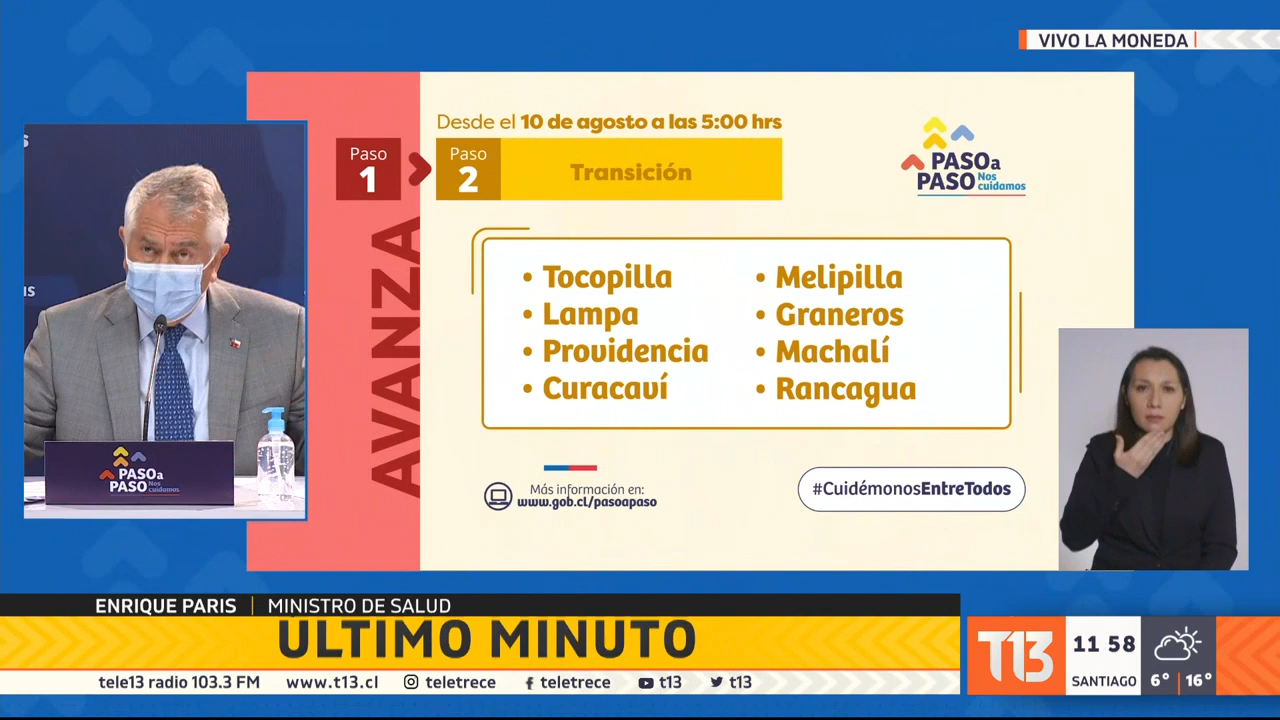 VIVO LA MONEDA
Desde el 10 de agosto a las 5:00 hrs
Paso 1
Paso 2
Transición
PASO a PASO
Nos cuidamos
AVANZA
• Tocopilla
• Lampa
• Providencia
• Curacaví
• Melipilla
• Graneros
• Machalí
• Rancagua
Más información en:
www.gob.cl/pasoapaso
#CuidémonosEntreTodos
S
IS
PASO a
PASO Nos cuidamos
ENRIQUE PARIS | MINISTRO DE SALUD
ÚLTIMO MINUTO
tele13 radio 103.3 FM www.t13.cl teletrece teletrece t13 t13
T13
11 58
SANTIAGO
6° | 16°